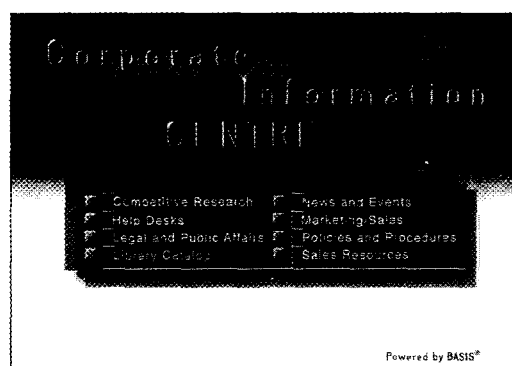 Corporate
Information
CENTRE
Competitive Research
News and Events
Help Desks
Marketing-Sales
Legal and Public Affairs
Policies and Procedures
Library Catalog
Sales Resources
Powered by BASIS®